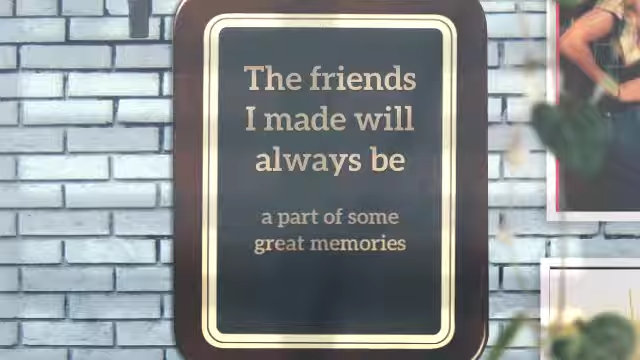 The friends
I made will
always be
a part of some
great memories